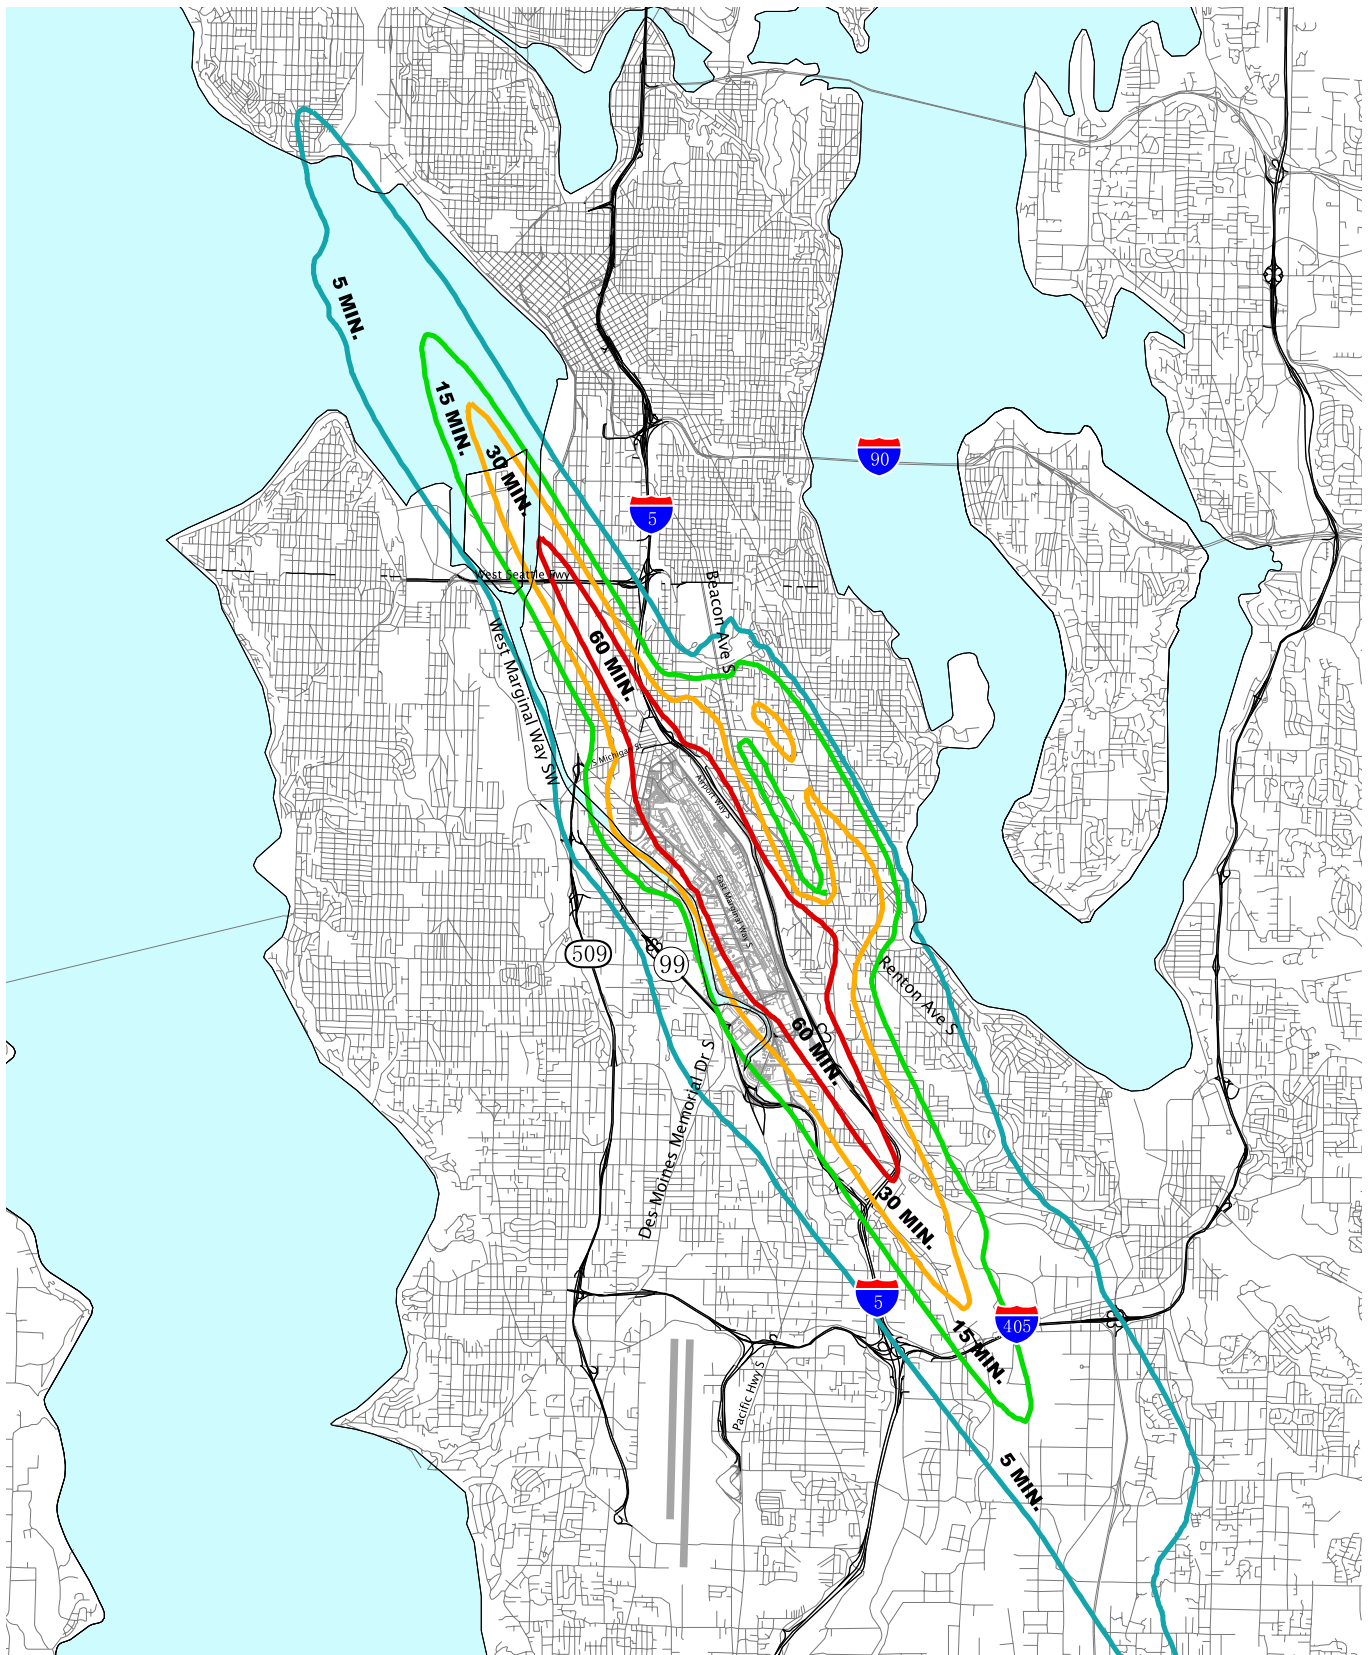 5 MIN.
15 MIN.
30 MIN.
90
5
West Seattle Fwy
Beacon Ave S
60 MIN.
West Marginal Way SW
S Michigan St
Airport Way S
East Marginal Way S
509
99
Renton Ave S
60 MIN.
Des Moines Memorial Dr S
30 MIN.
5
405
15 MIN.
Pacific Hwy S
5 MIN.